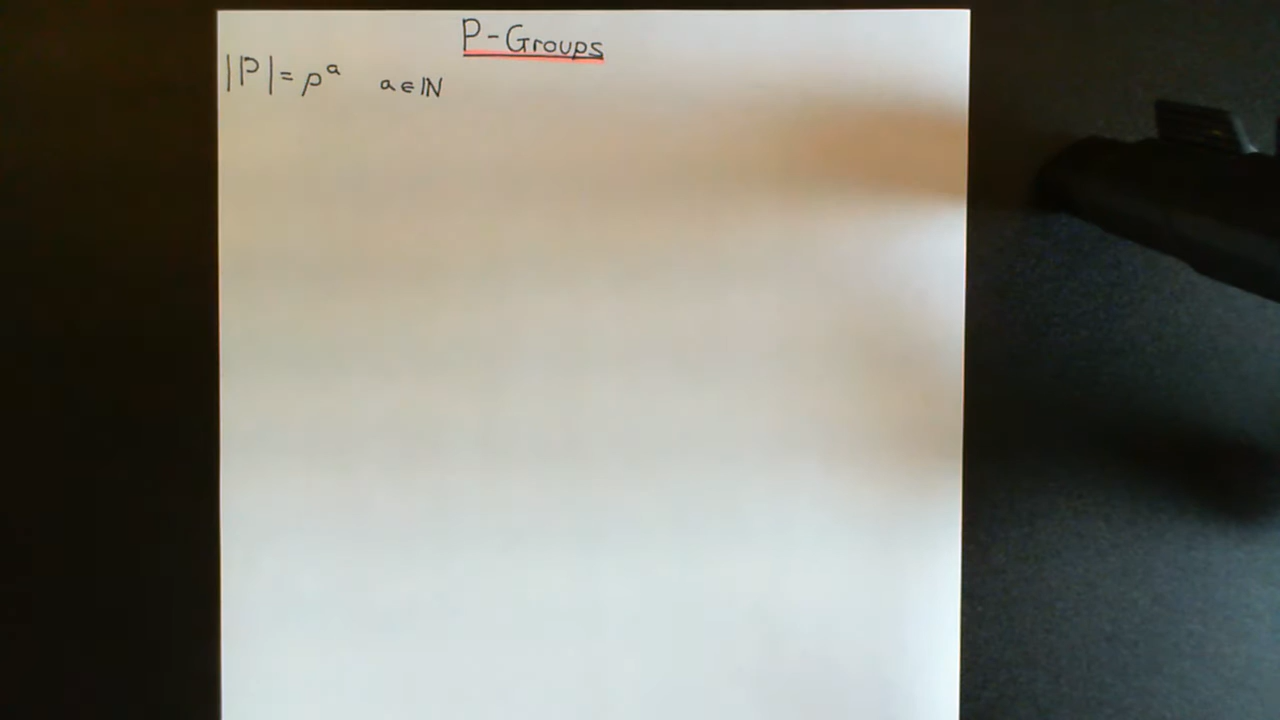 P-Groups
|P| = p^a   a ∈ ℕ